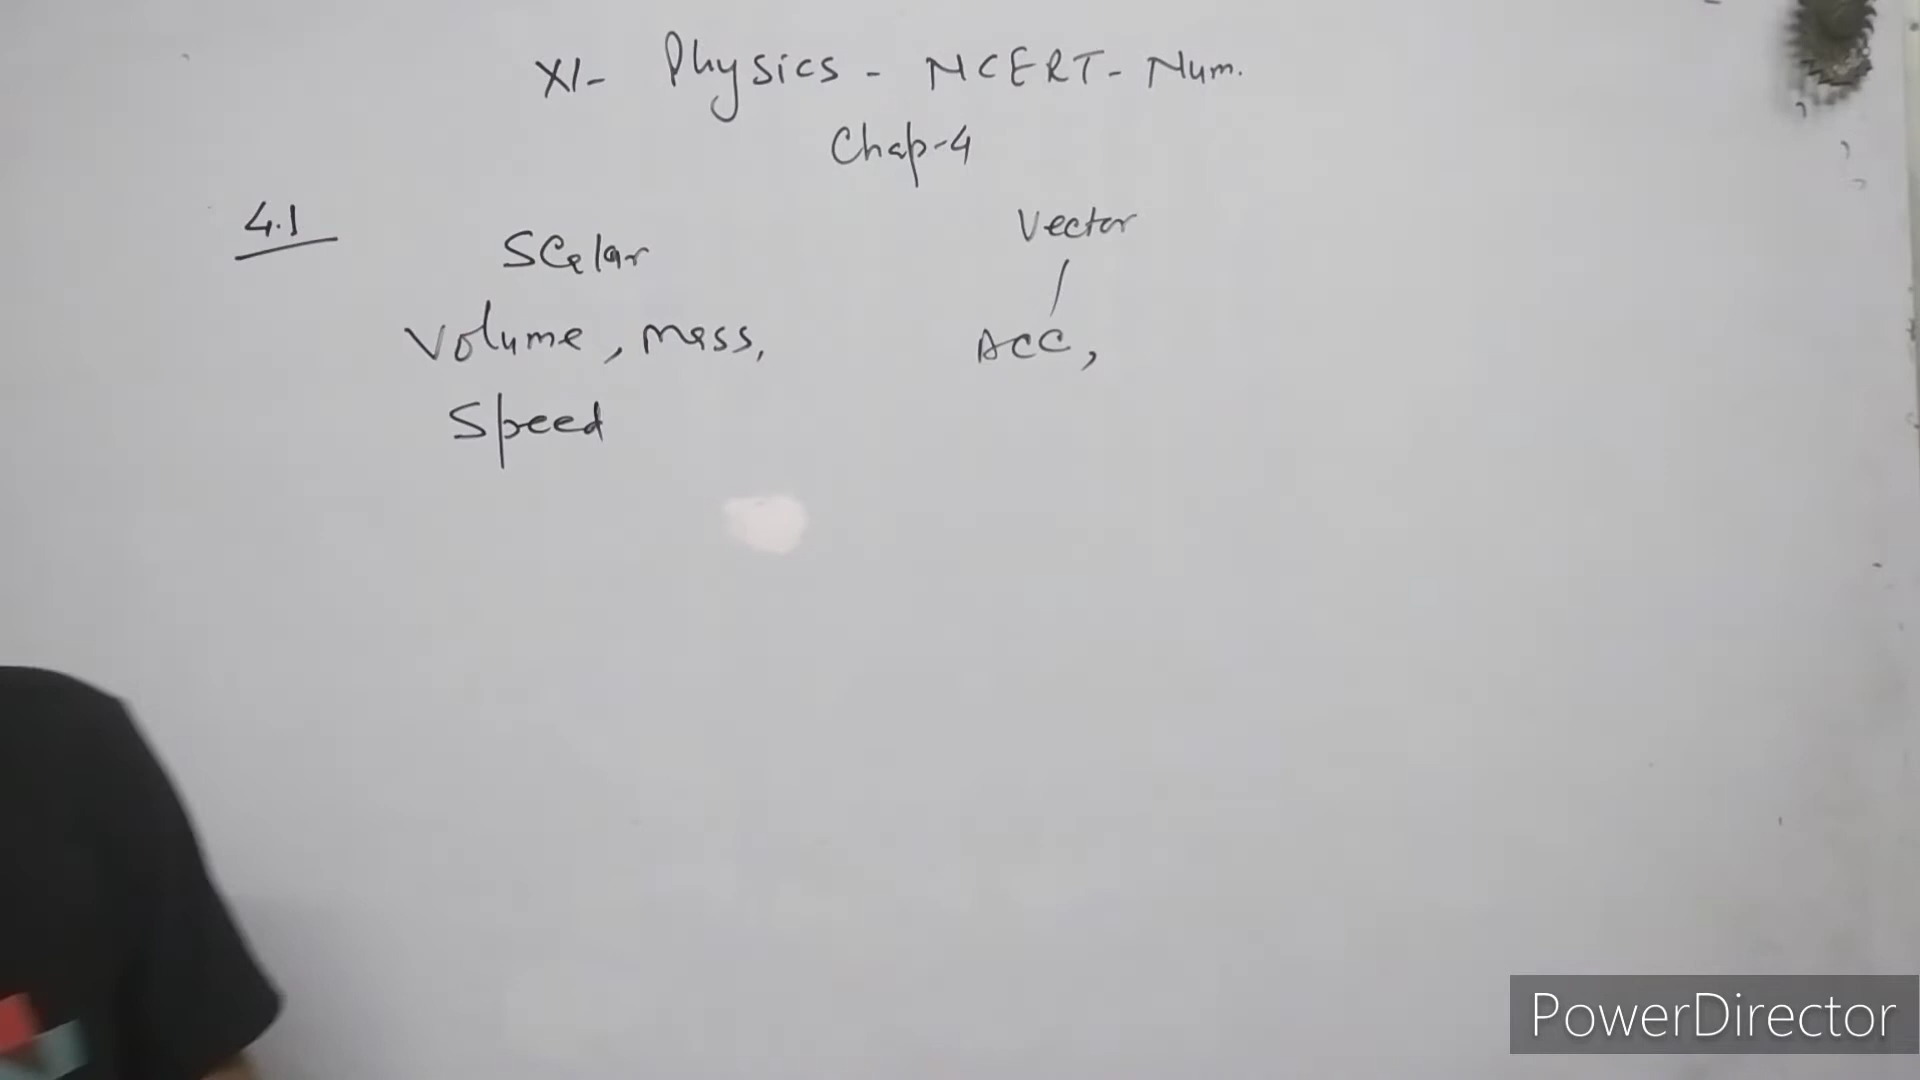 XI- Physics - NCERT- Num.
Chap-4
4.1
Scalar
Vector
Volume, mass,
Acc,
Speed
PowerDirector